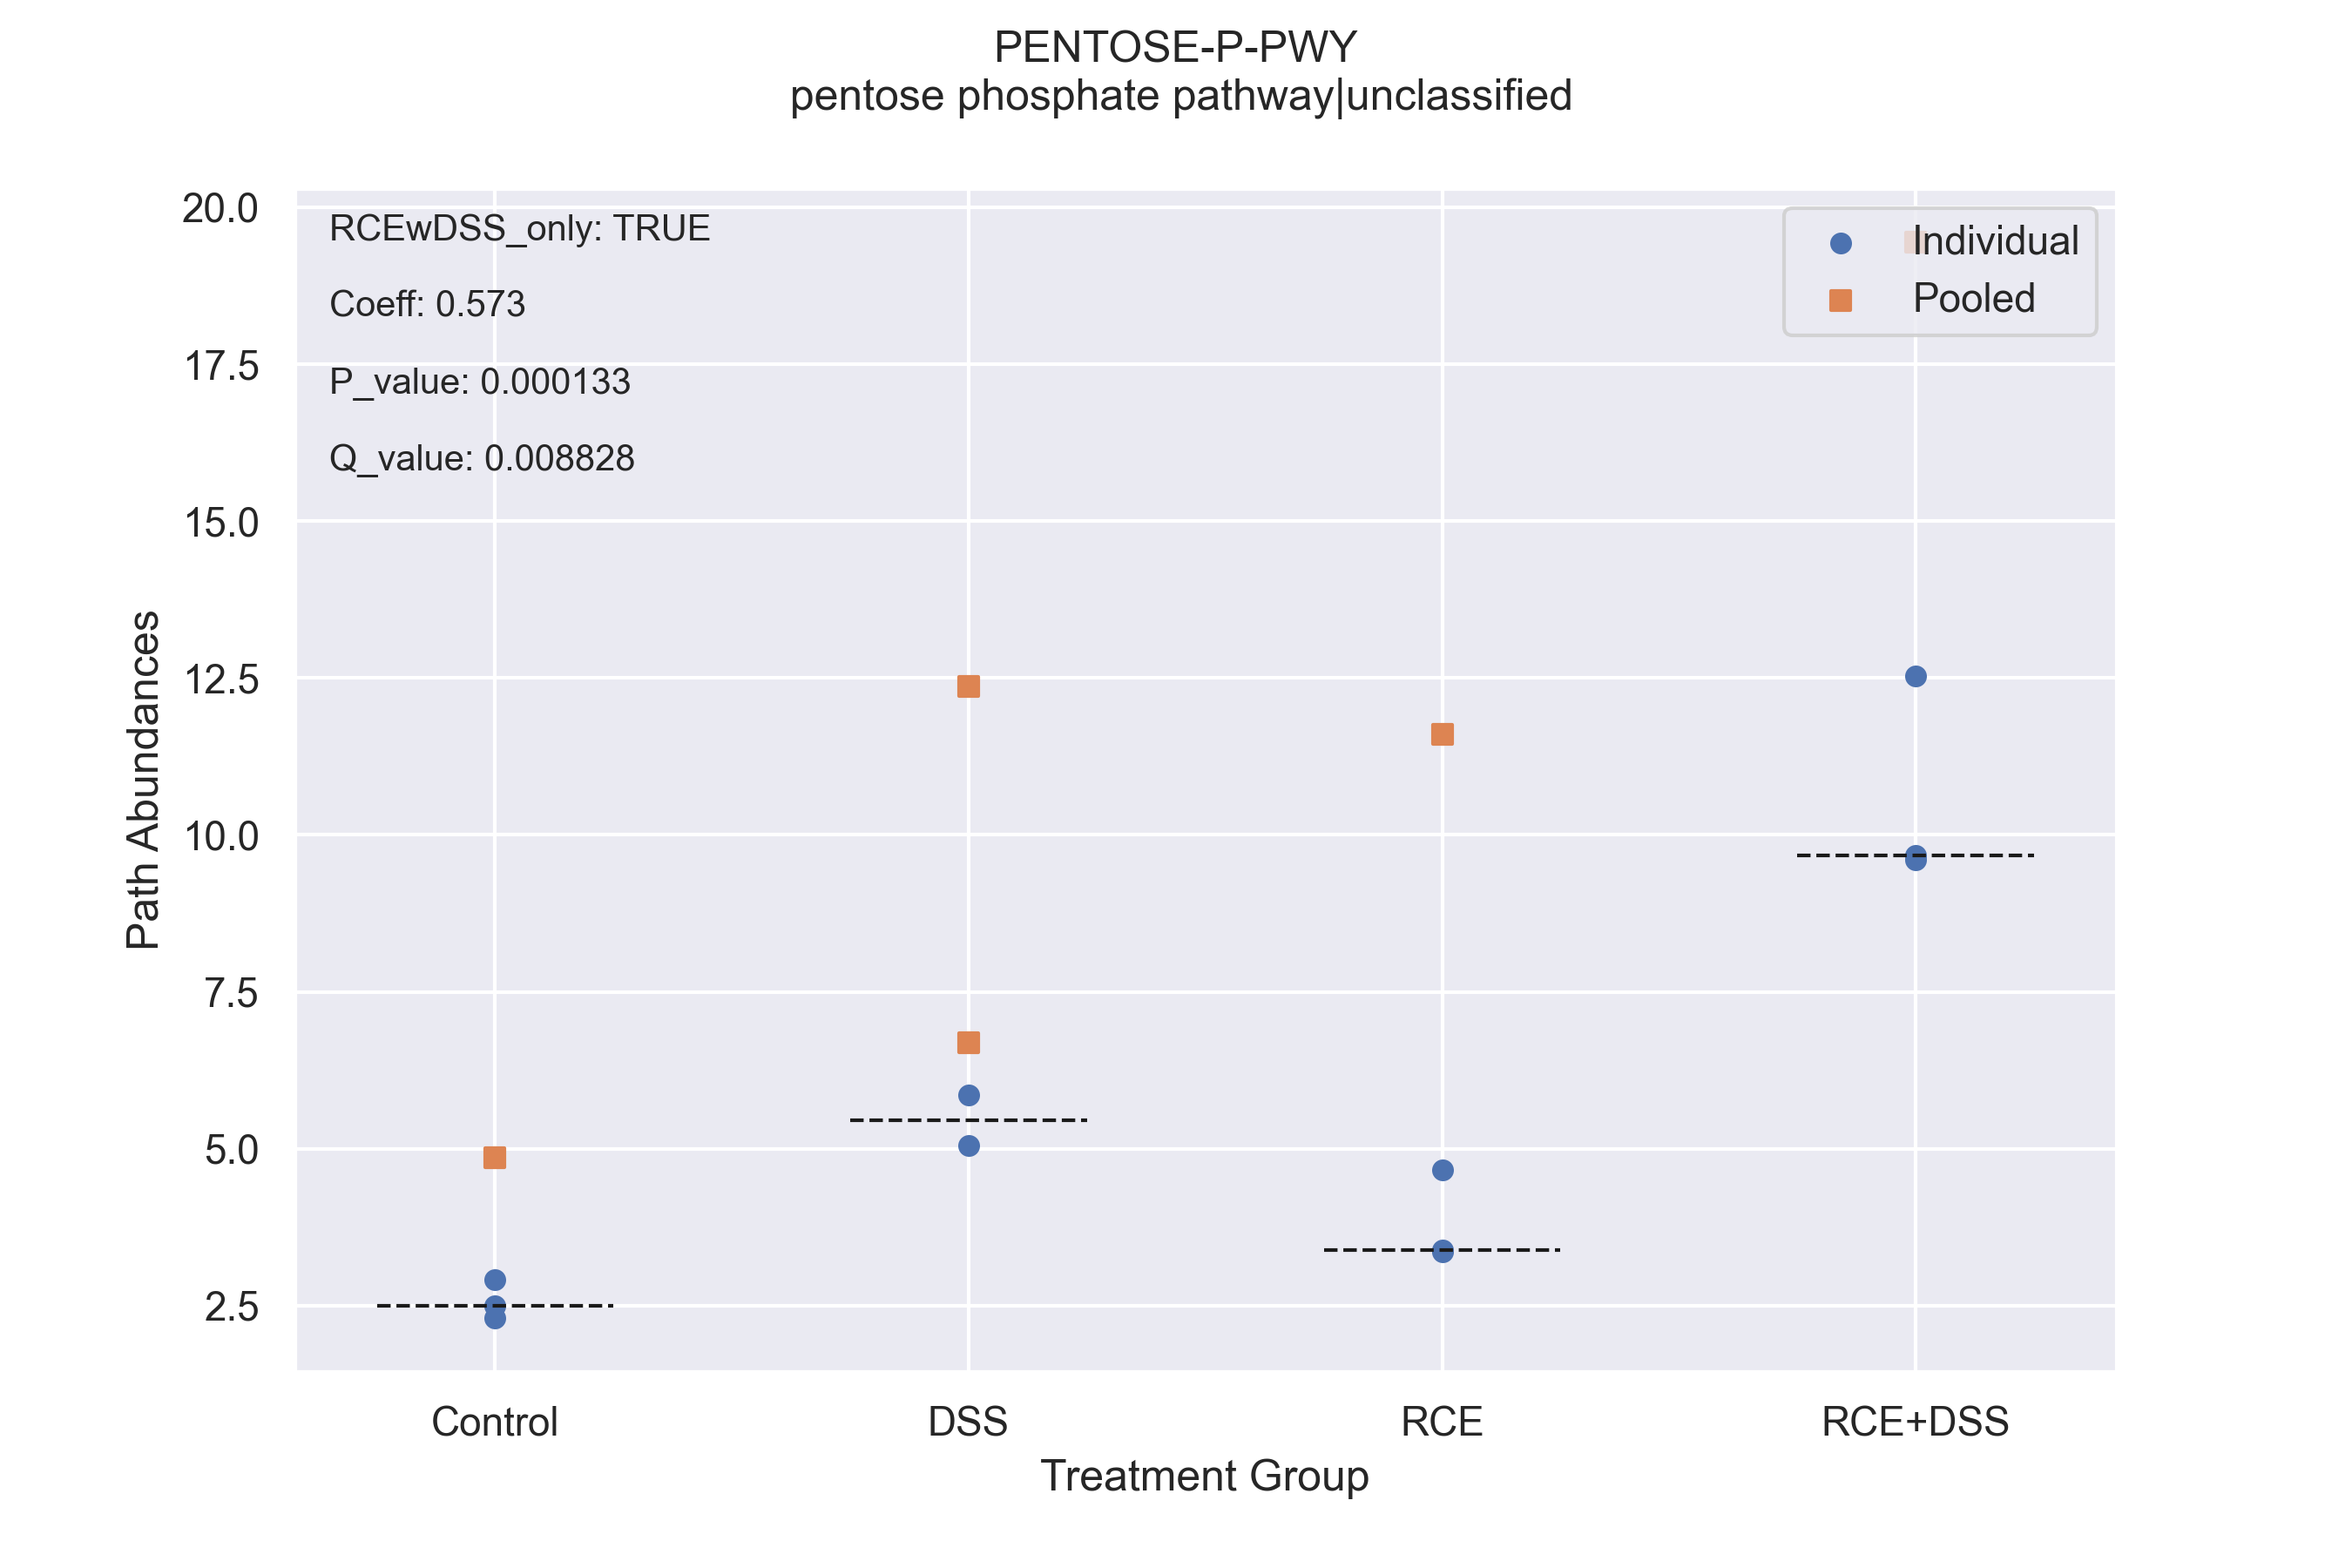 PENTOSE-P-PWY
pentose phosphate pathway|unclassified
20.0
17.5
15.0
12.5
10.0
7.5
5.0
2.5
Path Abundances
RCEwDSS_only: TRUE
Coeff: 0.573
P_value: 0.000133
Q_value: 0.008828
Individual
Pooled
Control
DSS
RCE
RCE+DSS
Treatment Group